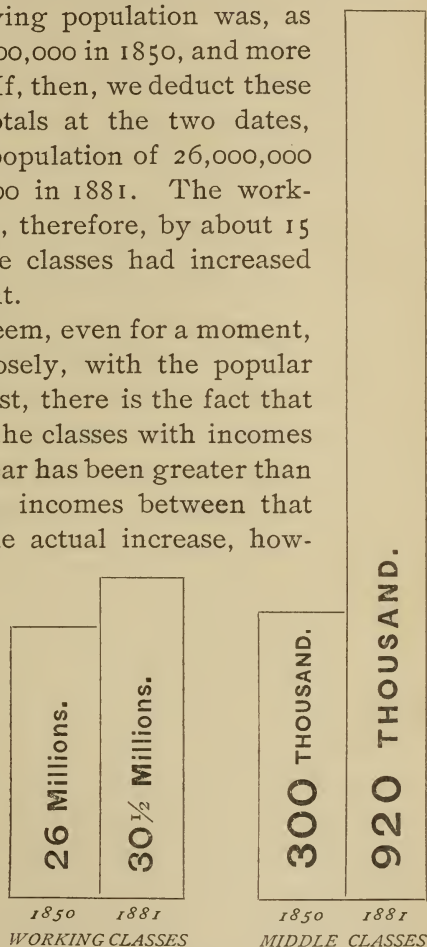 ving population was, as
00,000 in 1850, and more
If, then, we deduct these
otals at the two dates,
population of 26,000,000
00 in 1881. The work-
, therefore, by about 15
e classes had increased
t.
eem, even for a moment,
osely, with the popular
st, there is the fact that
he classes with incomes
ar has been greater than
incomes between that
e actual increase, how-
26 Millions.
30½ Millions.
300 THOUSAND.
920 THOUSAND.
1850 1881
WORKING CLASSES
1850 1881
MIDDLE CLASSES